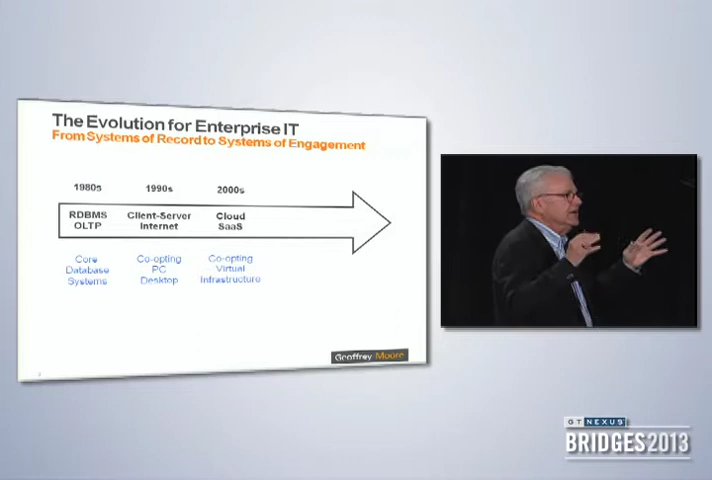 The Evolution for Enterprise IT
From Systems of Record to Systems of Engagement
1980s 1990s 2000s
RDBMS Client-Server Cloud
OLTP Internet SaaS
Core Co-opting Co-opting
Database PC Virtual
Systems Desktop Infrastructure
Geoffrey Moore
GT NEXUS
BRIDGES2013